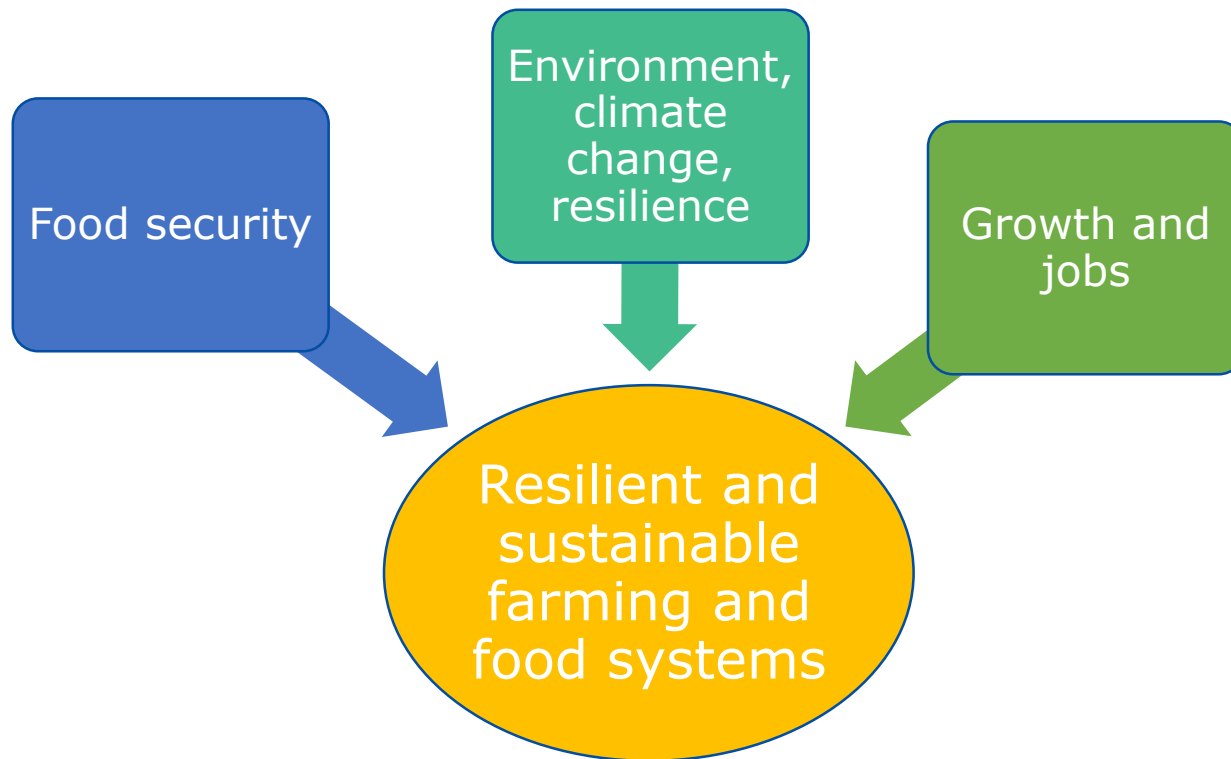 Food security
Environment,
climate
change,
resilience
Growth and
jobs
Resilient and
sustainable
farming and
food systems